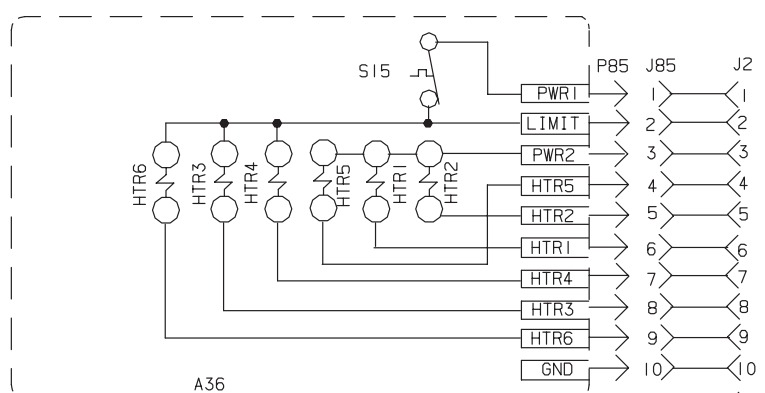 P85 J85 J2
S15
PWR1 1 1
LIMIT 2 2
PWR2 3 3
HTR6 HTR3 HTR4 HTR5 HTR1 HTR2
HTR5 4 4
HTR2 5 5
HTR1 6 6
HTR4 7 7
HTR3 8 8
HTR6 9 9
GND 10 10
A36